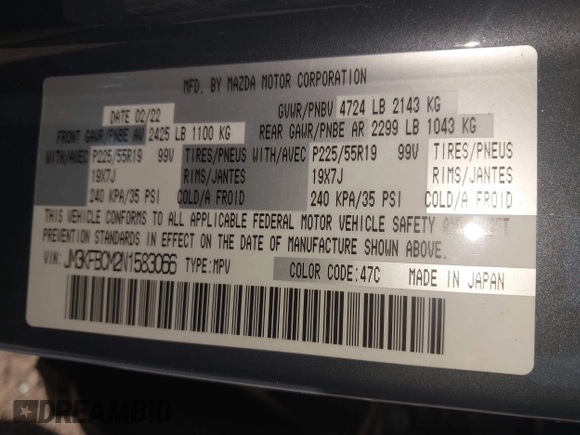 MFD. BY MAZDA MOTOR CORPORATION
DATE 02/22
GVWR/PNBV 4724 LB 2143 KG
FRONT GAWR/PNBE AV 2425 LB 1100 KG
REAR GAWR/PNBE AR 2299 LB 1043 KG
WITH/AVEC P225/55R19 99V TIRES/PNEUS WITH/AVEC P225/55R19 99V TIRES/PNEUS
19X7J RIMS/JANTES 19X7J RIMS/JANTES
240 KPA/35 PSI COLD/A FROID 240 KPA/35 PSI COLD/A FROID
THIS VEHICLE CONFORMS TO ALL APPLICABLE FEDERAL MOTOR VEHICLE SAFETY AND THEFT
PREVENTION STANDARDS IN EFFECT ON THE DATE OF MANUFACTURE SHOWN ABOVE.
VIN: JM3KFBCM2N1583066 TYPE: MPV
COLOR CODE: 47C MADE IN JAPAN
DREAMBID